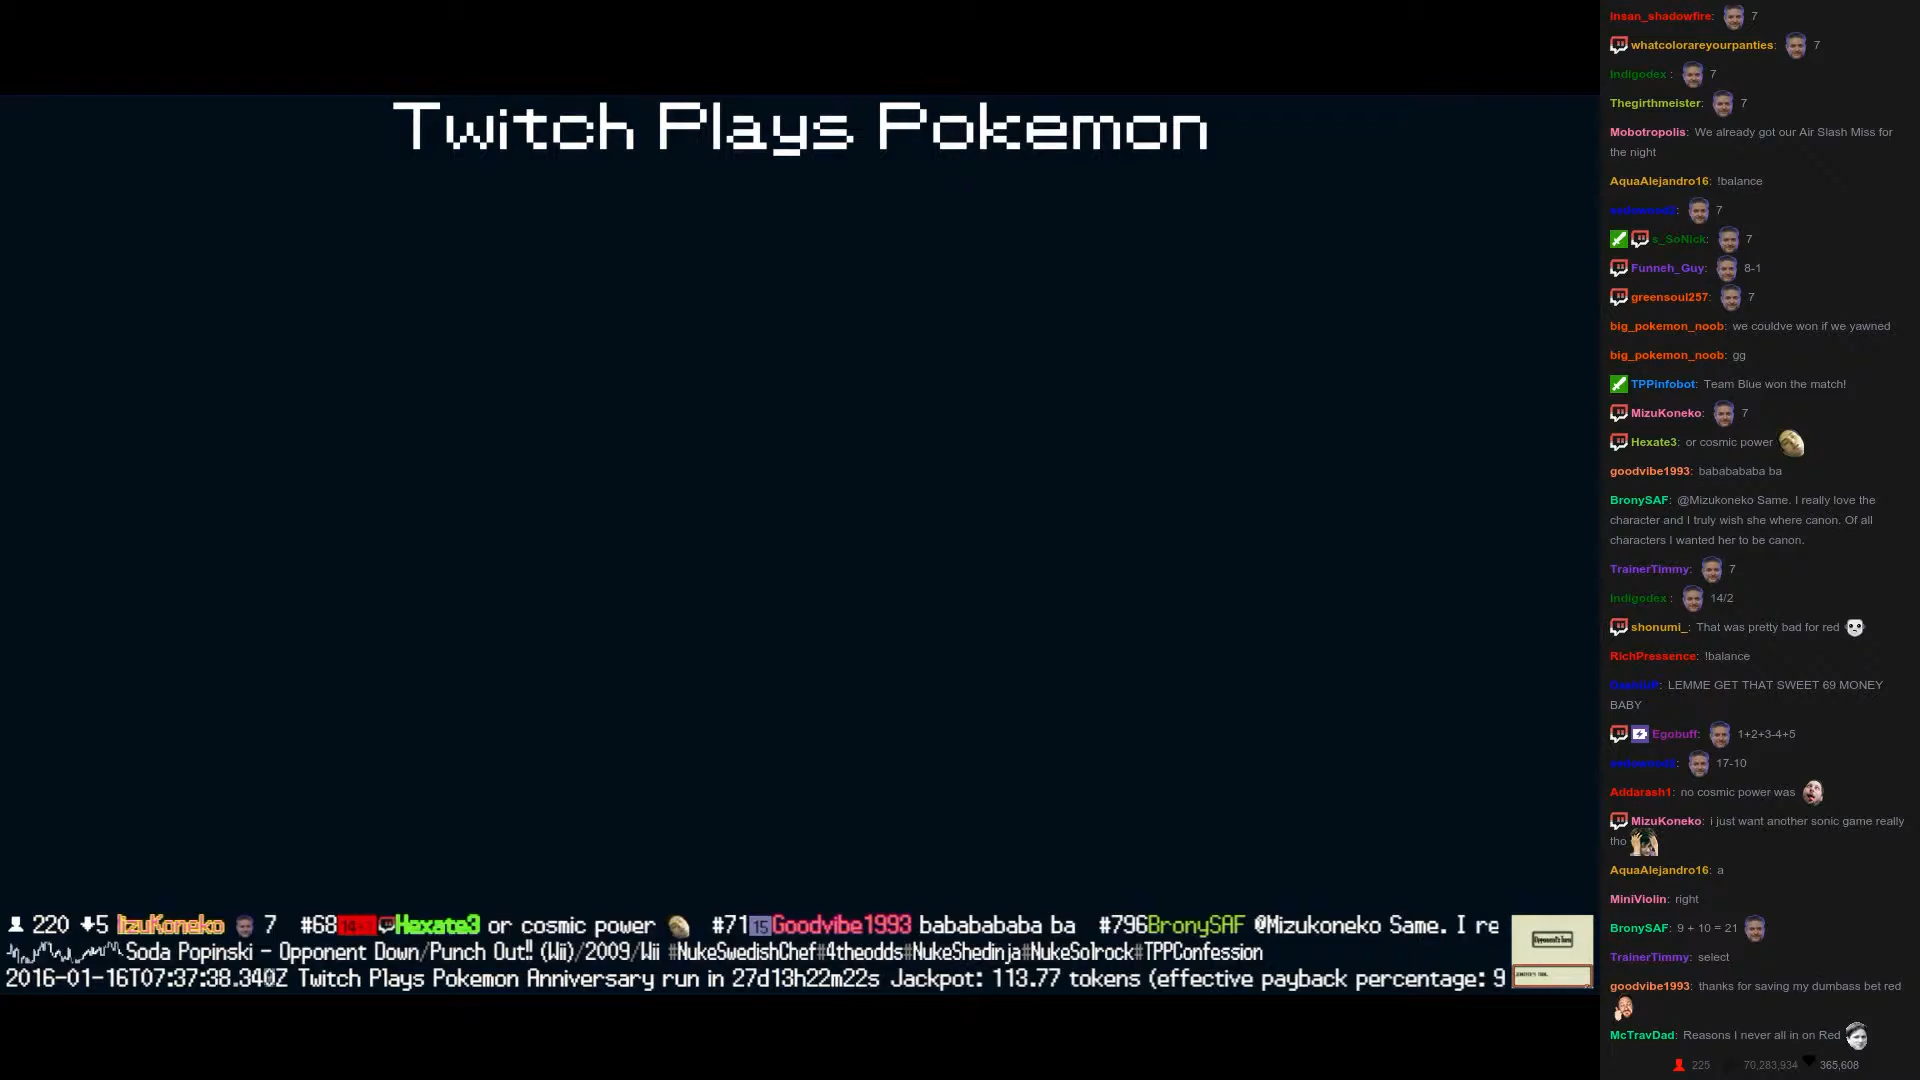 Twitch Plays Pokemon
220 5 IzuKoneko 7 #68 Hexate3 or cosmic power #71 15 Goodvibe1993 babababababa ba #796 BronySAF @Mizukoneko Same. I re
Soda Popinski - Opponent Down/Punch Out!! (Wii)/2009/Wii #NukeSwedishChef#4theodds#NukeShedinja#NukeSolrock#TPPConfession
2016-01-16T07:37:38.340Z Twitch Plays Pokemon Anniversary run in 27d13h22m22s Jackpot: 113.77 tokens (effective payback percentage: 9
Insan_shadowfire: 7
whatcolorareyourpanties: 7
Indigodex : 7
Thegirthmeister: 7
Mobotropolis: We already got our Air Slash Miss for
the night
AquaAlejandro16: !balance
7
s_SoNick: 7
Funneh_Guy: 8-1
greensoul257: 7
big_pokemon_noob: we couldve won if we yawned
big_pokemon_noob: gg
TPPinfobot: Team Blue won the match!
MizuKoneko: 7
Hexate3: or cosmic power
goodvibe1993: babababababa ba
BronySAF: @Mizukoneko Same. I really love the
character and I truly wish she where canon. Of all
characters I wanted her to be canon.
TrainerTimmy: 7
Indigodex : 14/2
shonumi_: That was pretty bad for red
RichPressence: !balance
LEMME GET THAT SWEET 69 MONEY
BABY
Egobuff: 1+2+3-4+5
17-10
Addarash1: no cosmic power was
MizuKoneko: i just want another sonic game really
tho
AquaAlejandro16: a
MiniViolin: right
BronySAF: 9 + 10 = 21
TrainerTimmy: select
goodvibe1993: thanks for saving my dumbass bet red
McTravDad: Reasons I never all in on Red
225 70,283,934 365,608